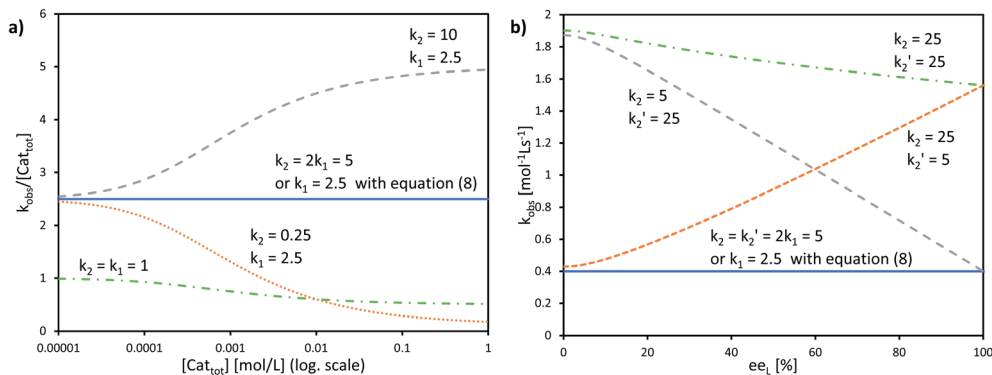 a)
k_obs/[Cat_tot]
6
5
4
3
2
1
0
k₂ = 10
k₁ = 2.5
k₂ = 2k₁ = 5
or k₁ = 2.5 with equation (8)
k₂ = 0.25
k₁ = 2.5
k₂ = k₁ = 1
0.00001 0.0001 0.001 0.01 0.1 1
[Cat_tot] [mol/L] (log. scale)
b)
k_obs [mol⁻¹Ls⁻¹]
2
1.8
1.6
1.4
1.2
1
0.8
0.6
0.4
0.2
0
k₂ = 25
k₂' = 25
k₂ = 5
k₂' = 25
k₂ = 25
k₂' = 5
k₂ = k₂' = 2k₁ = 5
or k₁ = 2.5 with equation (8)
0 20 40 60 80 100
ee_L [%]